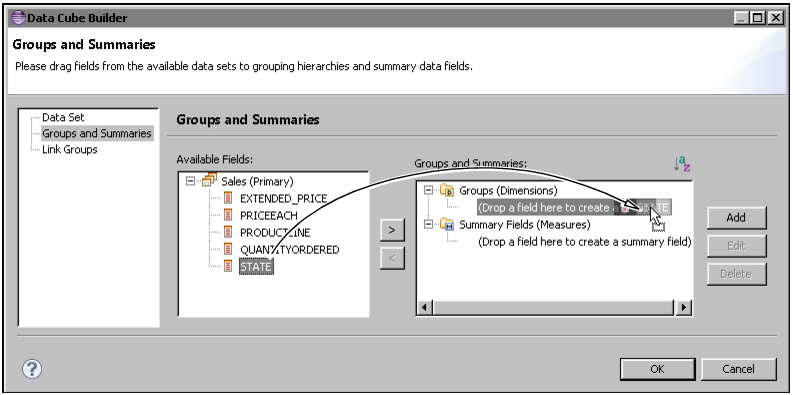 Data Cube Builder
Groups and Summaries
Please drag fields from the available data sets to grouping hierarchies and summary data fields.
Data Set
Groups and Summaries
Link Groups
Groups and Summaries
Available Fields:
Sales (Primary)
EXTENDED_PRICE
PRICEEACH
PRODUCTLINE
QUANTITYORDERED
STATE
>
<
Groups and Summaries:
Groups (Dimensions)
(Drop a field here to create
Summary Fields (Measures)
(Drop a field here to create a summary field)
Add
Edit
Delete
?
OK
Cancel